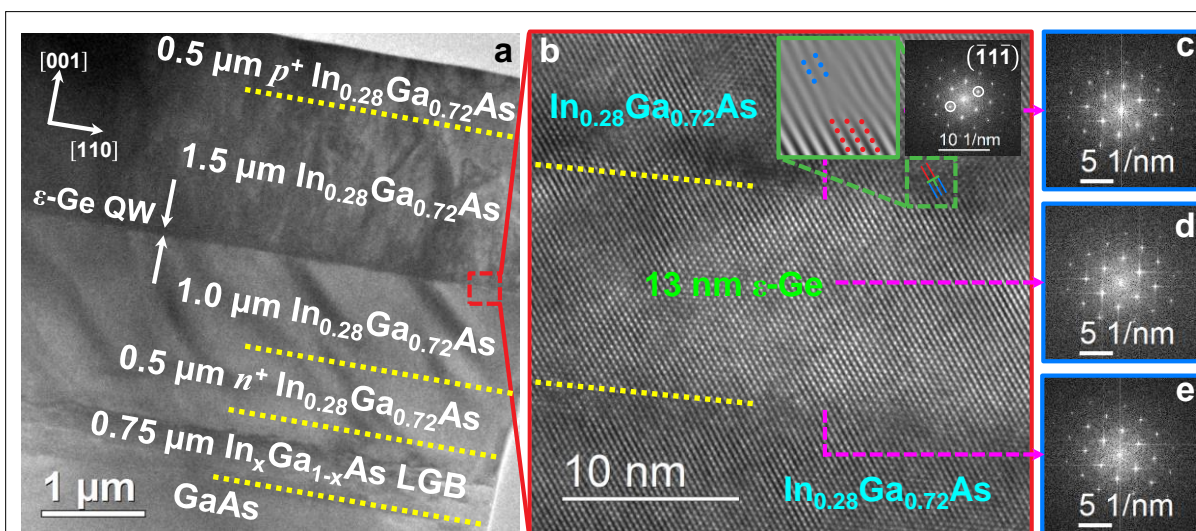 a
[001]
[110]
0.5 µm p⁺ In₀.₂₈Ga₀.₇₂As
1.5 µm In₀.₂₈Ga₀.₇₂As
ε-Ge QW
1.0 µm In₀.₂₈Ga₀.₇₂As
0.5 µm n⁺ In₀.₂₈Ga₀.₇₂As
0.75 µm InₓGa₁₋ₓAs LGB
GaAs
1 µm
b
In₀.₂₈Ga₀.₇₂As
(1̅11̅)
10 1/nm
13 nm ε-Ge
10 nm
In₀.₂₈Ga₀.₇₂As
c
5 1/nm
d
5 1/nm
e
5 1/nm